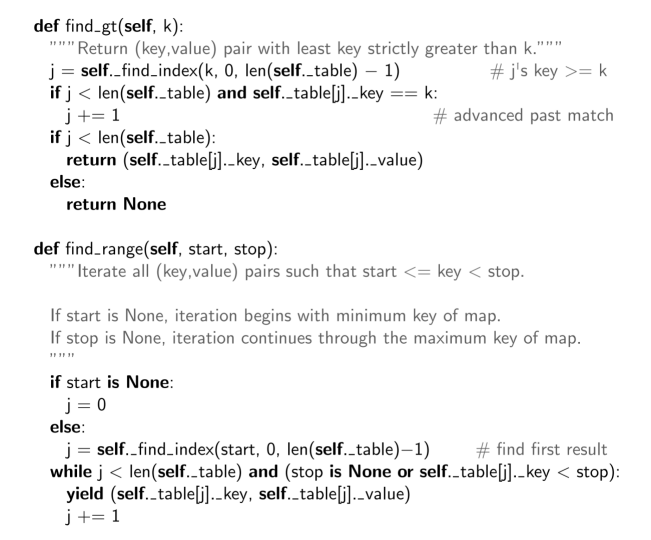 def find_gt(self, k):
"""Return (key,value) pair with least key strictly greater than k."""
j = self._find_index(k, 0, len(self._table) − 1) # j's key >= k
if j < len(self._table) and self._table[j]._key == k:
j += 1 # advanced past match
if j < len(self._table):
return (self._table[j]._key, self._table[j]._value)
else:
return None
def find_range(self, start, stop):
"""Iterate all (key,value) pairs such that start <= key < stop.
If start is None, iteration begins with minimum key of map.
If stop is None, iteration continues through the maximum key of map.
"""
if start is None:
j = 0
else:
j = self._find_index(start, 0, len(self._table)−1) # find first result
while j < len(self._table) and (stop is None or self._table[j]._key < stop):
yield (self._table[j]._key, self._table[j]._value)
j += 1